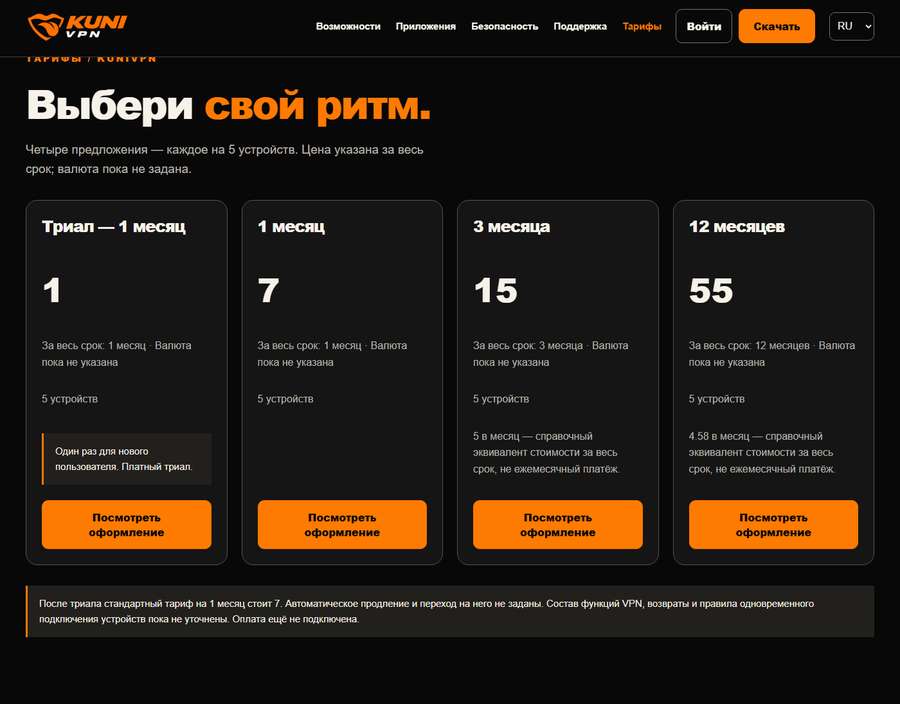 KUNI
VPN
Возможности Приложения Безопасность Поддержка Тарифы Войти Скачать RU
ТАРИФЫ / KUNIVPN
Выбери свой ритм.
Четыре предложения — каждое на 5 устройств. Цена указана за весь
срок; валюта пока не задана.
Триал — 1 месяц
1
За весь срок: 1 месяц · Валюта
пока не указана
5 устройств
Один раз для нового
пользователя. Платный триал.
Посмотреть
оформление
1 месяц
7
За весь срок: 1 месяц · Валюта
пока не указана
5 устройств
Посмотреть
оформление
3 месяца
15
За весь срок: 3 месяца · Валюта
пока не указана
5 устройств
5 в месяц — справочный
эквивалент стоимости за весь
срок, не ежемесячный платёж.
Посмотреть
оформление
12 месяцев
55
За весь срок: 12 месяцев · Валюта
пока не указана
5 устройств
4.58 в месяц — справочный
эквивалент стоимости за весь
срок, не ежемесячный платёж.
Посмотреть
оформление
После триала стандартный тариф на 1 месяц стоит 7. Автоматическое продление и переход на него не заданы. Состав функций VPN, возвраты и правила одновременного
подключения устройств пока не уточнены. Оплата ещё не подключена.